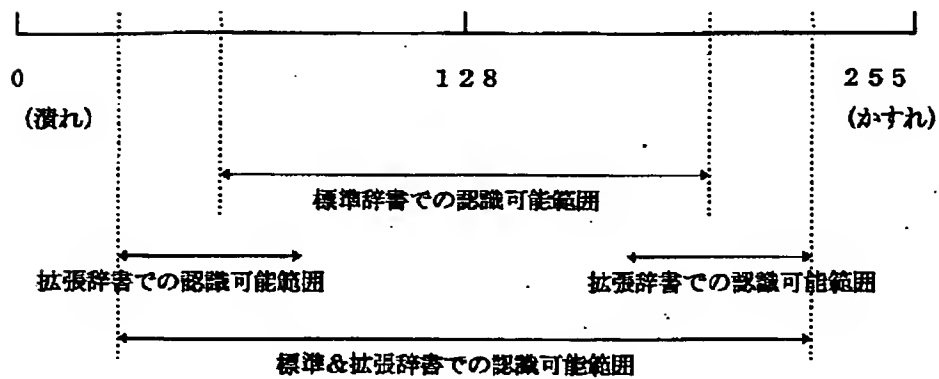 0 128 255
(潰れ) (かすれ)
標準辞書での認識可能範囲
拡張辞書での認識可能範囲 拡張辞書での認識可能範囲
標準&拡張辞書での認識可能範囲